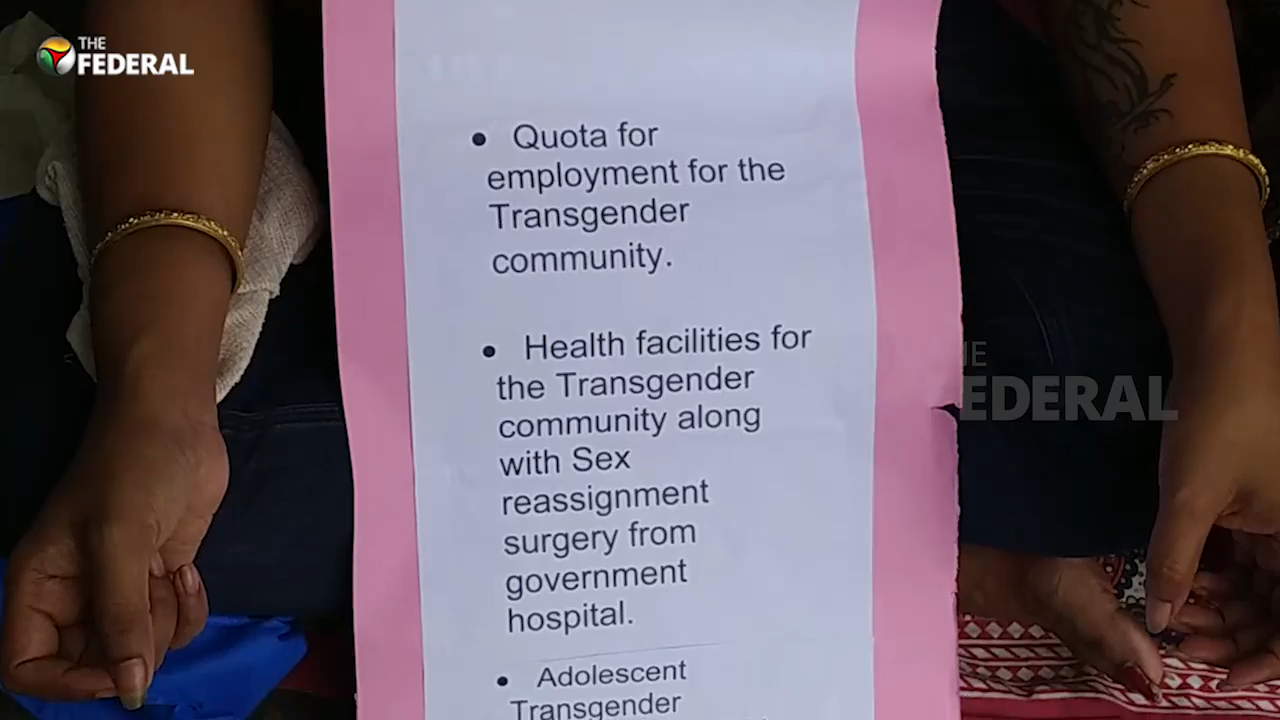 THE
FEDERAL
• Quota for
employment for the
Transgender
community.
• Health facilities for
the Transgender
community along
with Sex
reassignment
surgery from
government
hospital.
• Adolescent
Transgender
EDERAL